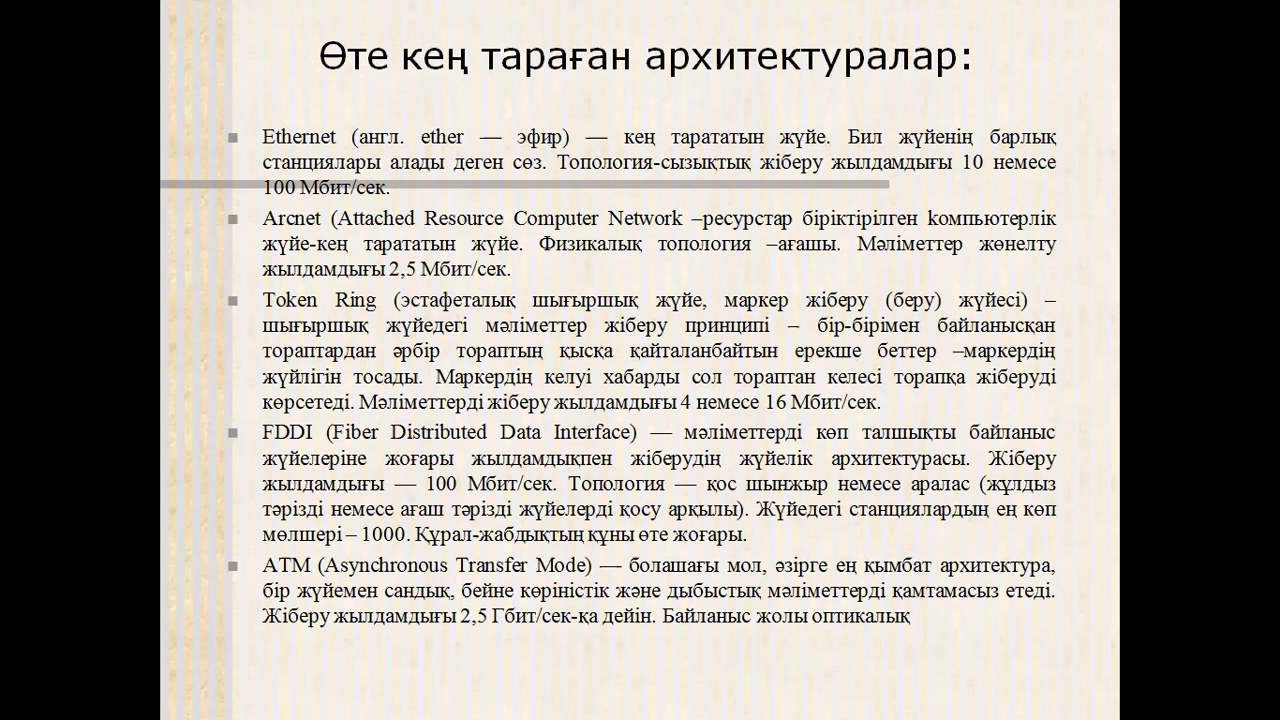 Өте кең тараған архитектуралар:
Ethernet (англ. ether — эфир) — кең тарататын жүйе. Бил жүйенің барлық
станциялары алады деген сөз. Топология-сызықтық жіберу жылдамдығы 10 немесе
100 Мбит/сек.
Arcnet (Attached Resource Computer Network –ресурстар біріктірілген компьютерлік
жүйе-кең тарататын жүйе. Физикалық топология –ағашы. Мәліметтер жөнелту
жылдамдығы 2,5 Мбит/сек.
Token Ring (эстафеталық шығыршық жүйе, маркер жіберу (беру) жүйесі) –
шығыршық жүйедегі мәліметтер жіберу принципі – бір-бірімен байланысқан
тораптардан әрбір тораптың қысқа қайталанбайтын ерекше беттер –маркердің
жүйлігін тосады. Маркердің келуі хабарды сол тораптан келесі торапқа жіберуді
көрсетеді. Мәліметтерді жіберу жылдамдығы 4 немесе 16 Мбит/сек.
FDDI (Fiber Distributed Data Interface) — мәліметтерді көп талшықты байланыс
жүйелеріне жоғары жылдамдықпен жіберудің жүйелік архитектурасы. Жіберу
жылдамдығы — 100 Мбит/сек. Топология — қос шынжыр немесе аралас (жұлдыз
тәрізді немесе ағаш тәрізді жүйелерді қосу арқылы). Жүйедегі станциялардың ең көп
мөлшері – 1000. Құрал-жабдықтың құны өте жоғары.
ATM (Asynchronous Transfer Mode) — болашағы мол, әзірге ең қымбат архитектура,
бір жүйемен сандық, бейне көріністік және дыбыстық мәліметтерді қамтамасыз етеді.
Жіберу жылдамдығы 2,5 Гбит/сек-қа дейін. Байланыс жолы оптикалық